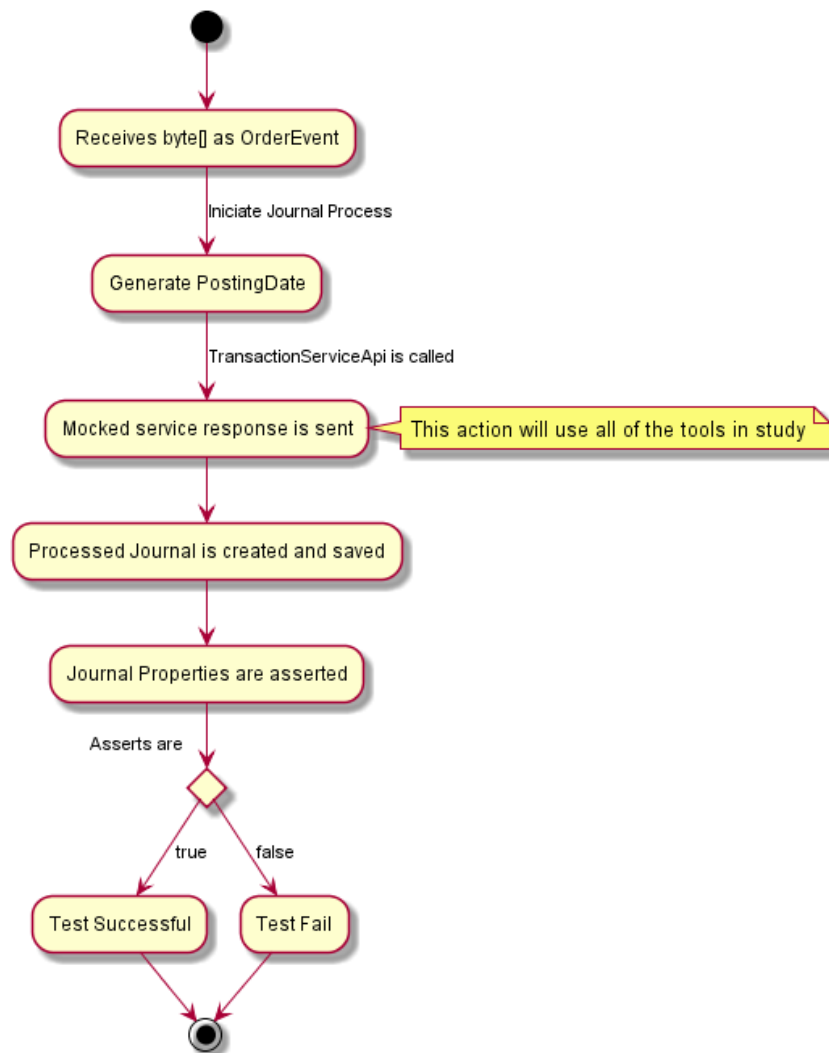 Receives byte[] as OrderEvent
Iniciate Journal Process
Generate PostingDate
TransactionServiceApi is called
Mocked service response is sent
This action will use all of the tools in study
Processed Journal is created and saved
Journal Properties are asserted
Asserts are
true
false
Test Successful
Test Fail